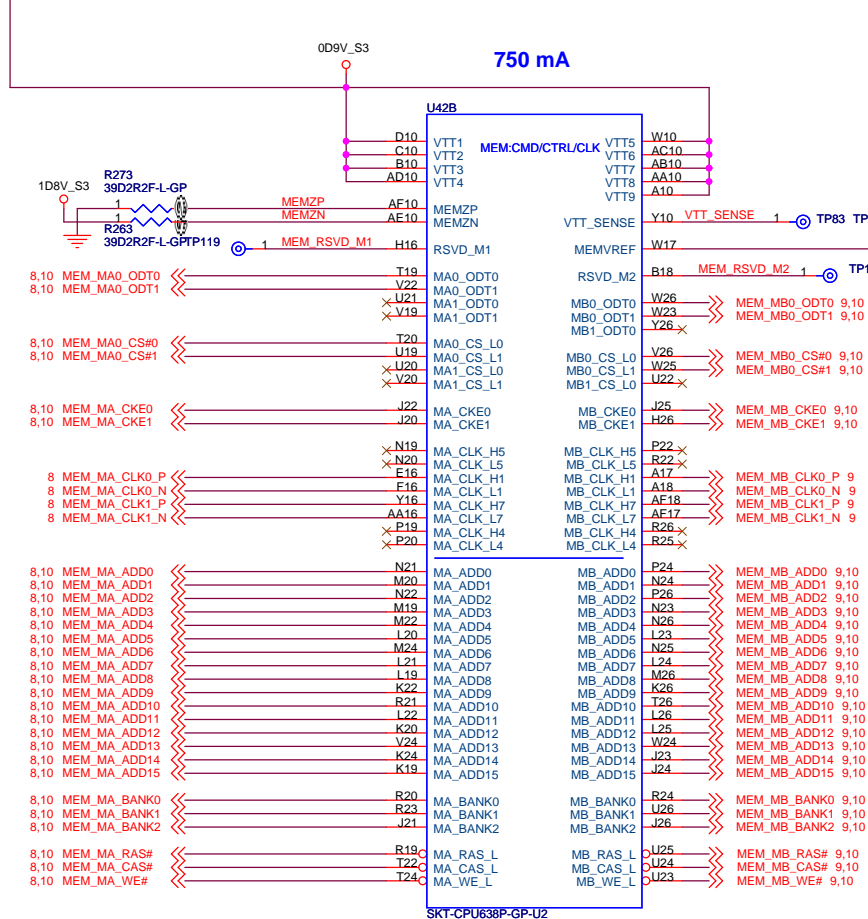 0D9V_S3
750 mA
U42B
D10 VTT1 MEM:CMD/CTRL/CLK VTT5 W10
C10 VTT2 VTT6 AC10
B10 VTT3 VTT7 AB10
AD10 VTT4 VTT8 AA10
VTT9 A10
R273
39D2R2F-L-GP
1D8V_S3
1 MEMZP AF10 MEMZP
1 MEMZN AE10 MEMZN VTT_SENSE Y10 VTT_SENSE 1 TP83 TP
R263
39D2R2F-L-GP TP119
1 MEM_RSVD_M1 H16 RSVD_M1 MEMVREF W17
RSVD_M2 B18 MEM_RSVD_M2 1 TP1
8,10 MEM_MA0_ODT0 T19 MA0_ODT0
8,10 MEM_MA0_ODT1 V22 MA0_ODT1
U21 MA1_ODT0 MB0_ODT0 W26 MEM_MB0_ODT0 9,10
V19 MA1_ODT1 MB0_ODT1 W23 MEM_MB0_ODT1 9,10
MB1_ODT0 Y26
8,10 MEM_MA0_CS#0 T20 MA0_CS_L0
8,10 MEM_MA0_CS#1 U19 MA0_CS_L1 MB0_CS_L0 V26 MEM_MB0_CS#0 9,10
U20 MA1_CS_L0 MB0_CS_L1 W25 MEM_MB0_CS#1 9,10
V20 MA1_CS_L1 MB1_CS_L0 U22
8,10 MEM_MA_CKE0 J22 MA_CKE0 MB_CKE0 J25 MEM_MB_CKE0 9,10
8,10 MEM_MA_CKE1 J20 MA_CKE1 MB_CKE1 H26 MEM_MB_CKE1 9,10
N19 MA_CLK_H5 MB_CLK_H5 P22
N20 MA_CLK_L5 MB_CLK_L5 R22
8 MEM_MA_CLK0_P E16 MA_CLK_H1 MB_CLK_H1 A17 MEM_MB_CLK0_P 9
8 MEM_MA_CLK0_N F16 MA_CLK_L1 MB_CLK_L1 A18 MEM_MB_CLK0_N 9
8 MEM_MA_CLK1_P Y16 MA_CLK_H7 MB_CLK_H7 AF18 MEM_MB_CLK1_P 9
8 MEM_MA_CLK1_N AA16 MA_CLK_L7 MB_CLK_L7 AF17 MEM_MB_CLK1_N 9
P19 MA_CLK_H4 MB_CLK_H4 R26
P20 MA_CLK_L4 MB_CLK_L4 R25
8,10 MEM_MA_ADD0 N21 MA_ADD0 MB_ADD0 P24 MEM_MB_ADD0 9,10
8,10 MEM_MA_ADD1 M20 MA_ADD1 MB_ADD1 N24 MEM_MB_ADD1 9,10
8,10 MEM_MA_ADD2 N22 MA_ADD2 MB_ADD2 P26 MEM_MB_ADD2 9,10
8,10 MEM_MA_ADD3 M19 MA_ADD3 MB_ADD3 N23 MEM_MB_ADD3 9,10
8,10 MEM_MA_ADD4 M22 MA_ADD4 MB_ADD4 N26 MEM_MB_ADD4 9,10
8,10 MEM_MA_ADD5 L20 MA_ADD5 MB_ADD5 L23 MEM_MB_ADD5 9,10
8,10 MEM_MA_ADD6 M24 MA_ADD6 MB_ADD6 N25 MEM_MB_ADD6 9,10
8,10 MEM_MA_ADD7 L21 MA_ADD7 MB_ADD7 L24 MEM_MB_ADD7 9,10
8,10 MEM_MA_ADD8 L19 MA_ADD8 MB_ADD8 M26 MEM_MB_ADD8 9,10
8,10 MEM_MA_ADD9 K22 MA_ADD9 MB_ADD9 K26 MEM_MB_ADD9 9,10
8,10 MEM_MA_ADD10 R21 MA_ADD10 MB_ADD10 T26 MEM_MB_ADD10 9,10
8,10 MEM_MA_ADD11 L22 MA_ADD11 MB_ADD11 L26 MEM_MB_ADD11 9,10
8,10 MEM_MA_ADD12 K20 MA_ADD12 MB_ADD12 L25 MEM_MB_ADD12 9,10
8,10 MEM_MA_ADD13 V24 MA_ADD13 MB_ADD13 W24 MEM_MB_ADD13 9,10
8,10 MEM_MA_ADD14 K24 MA_ADD14 MB_ADD14 J23 MEM_MB_ADD14 9,10
8,10 MEM_MA_ADD15 K19 MA_ADD15 MB_ADD15 J24 MEM_MB_ADD15 9,10
8,10 MEM_MA_BANK0 R20 MA_BANK0 MB_BANK0 R24 MEM_MB_BANK0 9,10
8,10 MEM_MA_BANK1 R23 MA_BANK1 MB_BANK1 U26 MEM_MB_BANK1 9,10
8,10 MEM_MA_BANK2 J21 MA_BANK2 MB_BANK2 J26 MEM_MB_BANK2 9,10
8,10 MEM_MA_RAS# R19 MA_RAS_L MB_RAS_L U25 MEM_MB_RAS# 9,10
8,10 MEM_MA_CAS# T22 MA_CAS_L MB_CAS_L U24 MEM_MB_CAS# 9,10
8,10 MEM_MA_WE# T24 MA_WE_L MB_WE_L U23 MEM_MB_WE# 9,10
SKT-CPU638P-GP-U2